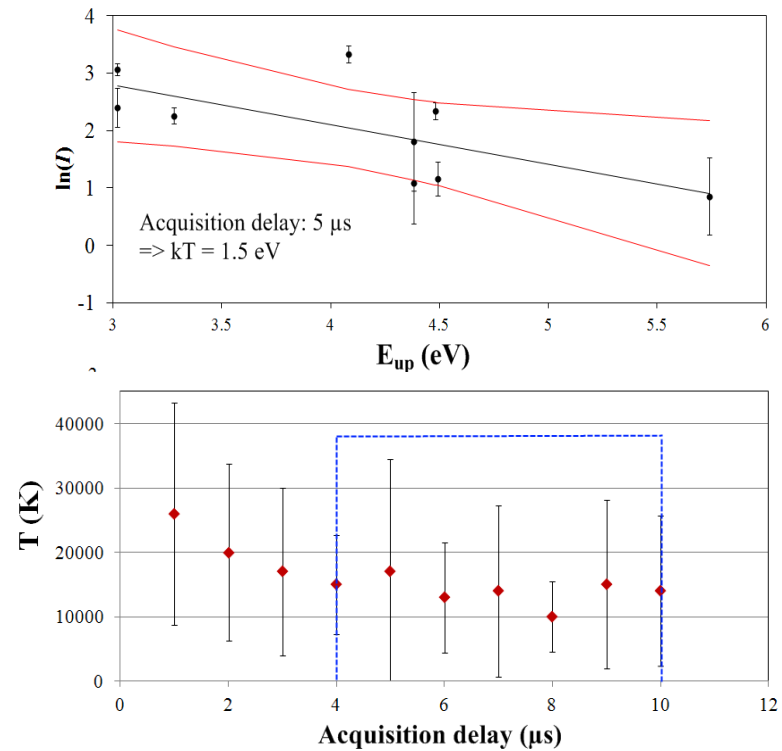 4
3
2
1
0
-1
ln(I)
Acquisition delay: 5 µs
=> kT = 1.5 eV
3 3.5 4 4.5 5 5.5 6
E_up (eV)
40000
30000
20000
10000
0
T (K)
0 2 4 6 8 10 12
Acquisition delay (µs)